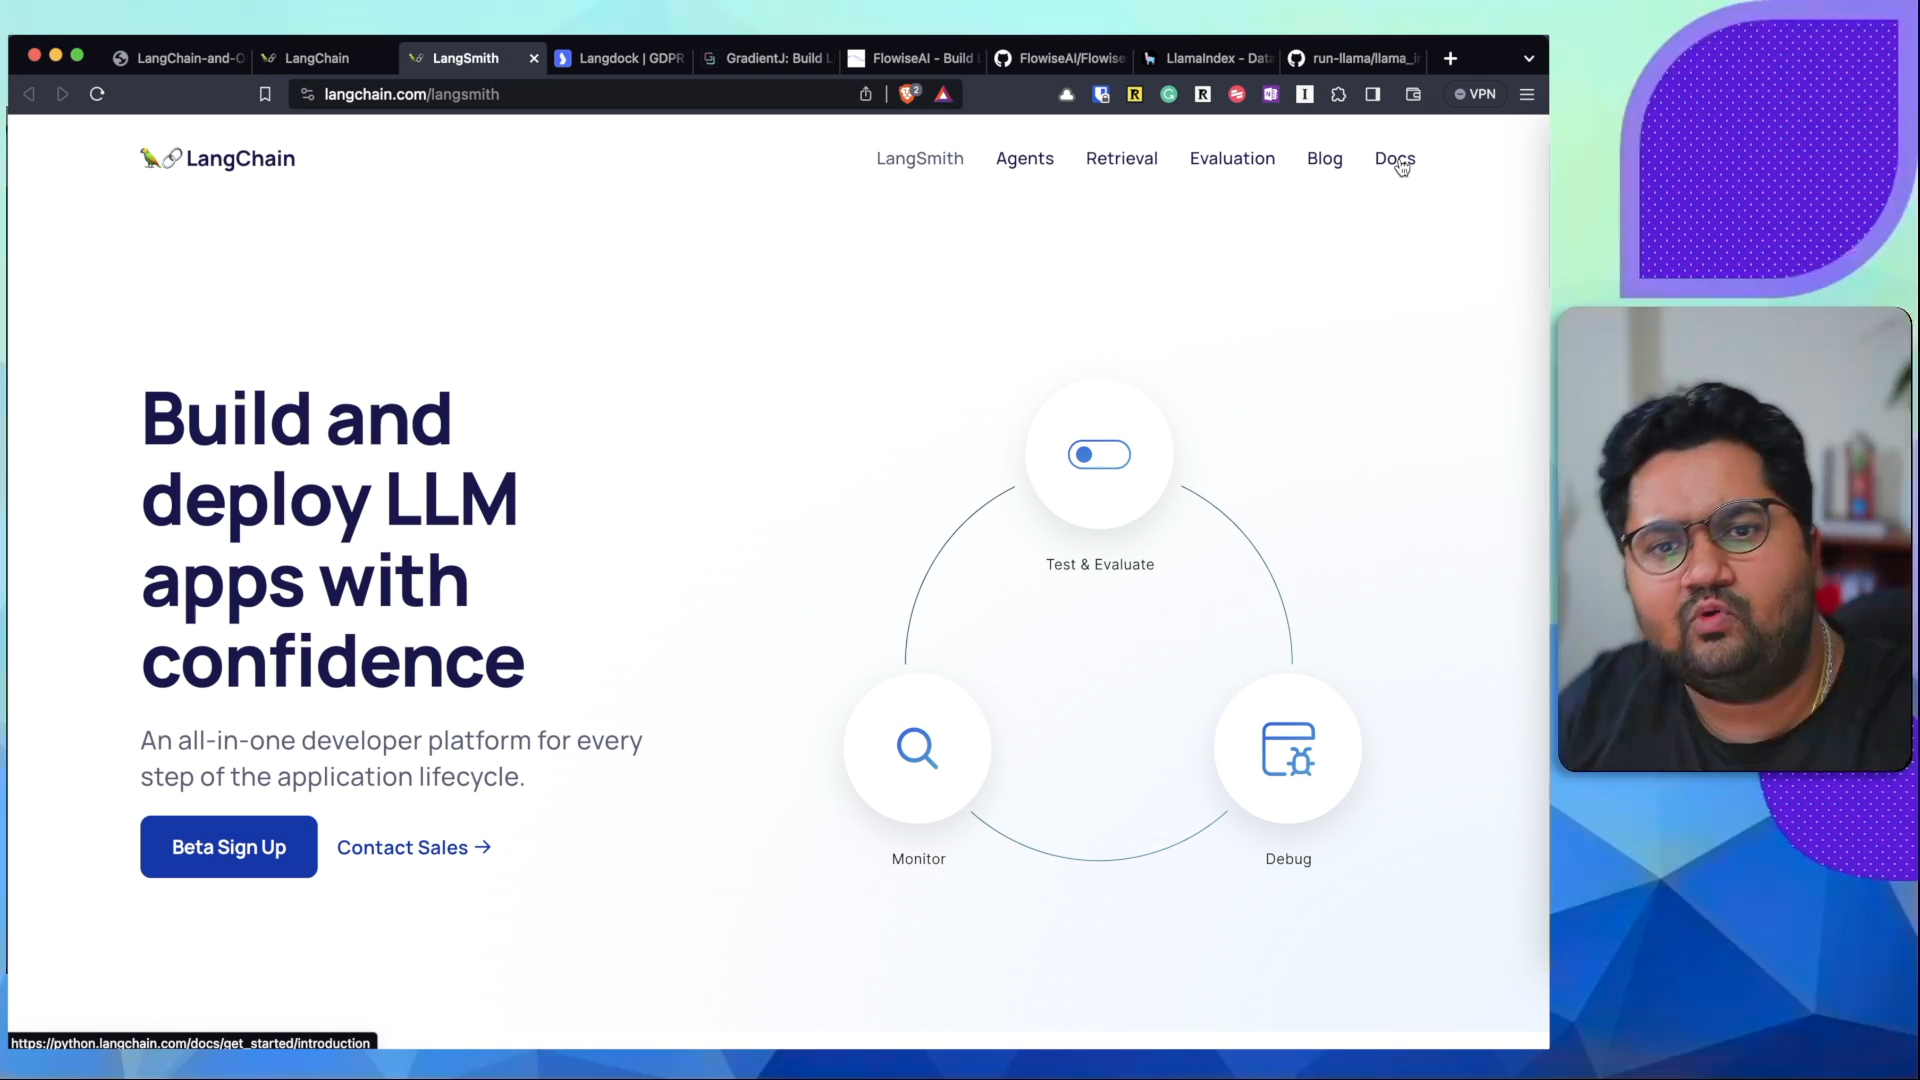 LangChain-and-O
LangChain
LangSmith
Langdock | GDPR
GradientJ: Build L
FlowiseAI - Build
FlowiseAI/Flowise
LlamaIndex - Data
run-llama/llama_in
langchain.com/langsmith
2
VPN
LangChain
LangSmith
Agents
Retrieval
Evaluation
Blog
Docs
Build and
deploy LLM
apps with
confidence
An all-in-one developer platform for every
step of the application lifecycle.
Beta Sign Up
Contact Sales →
Test & Evaluate
Monitor
Debug
https://python.langchain.com/docs/get_started/introduction